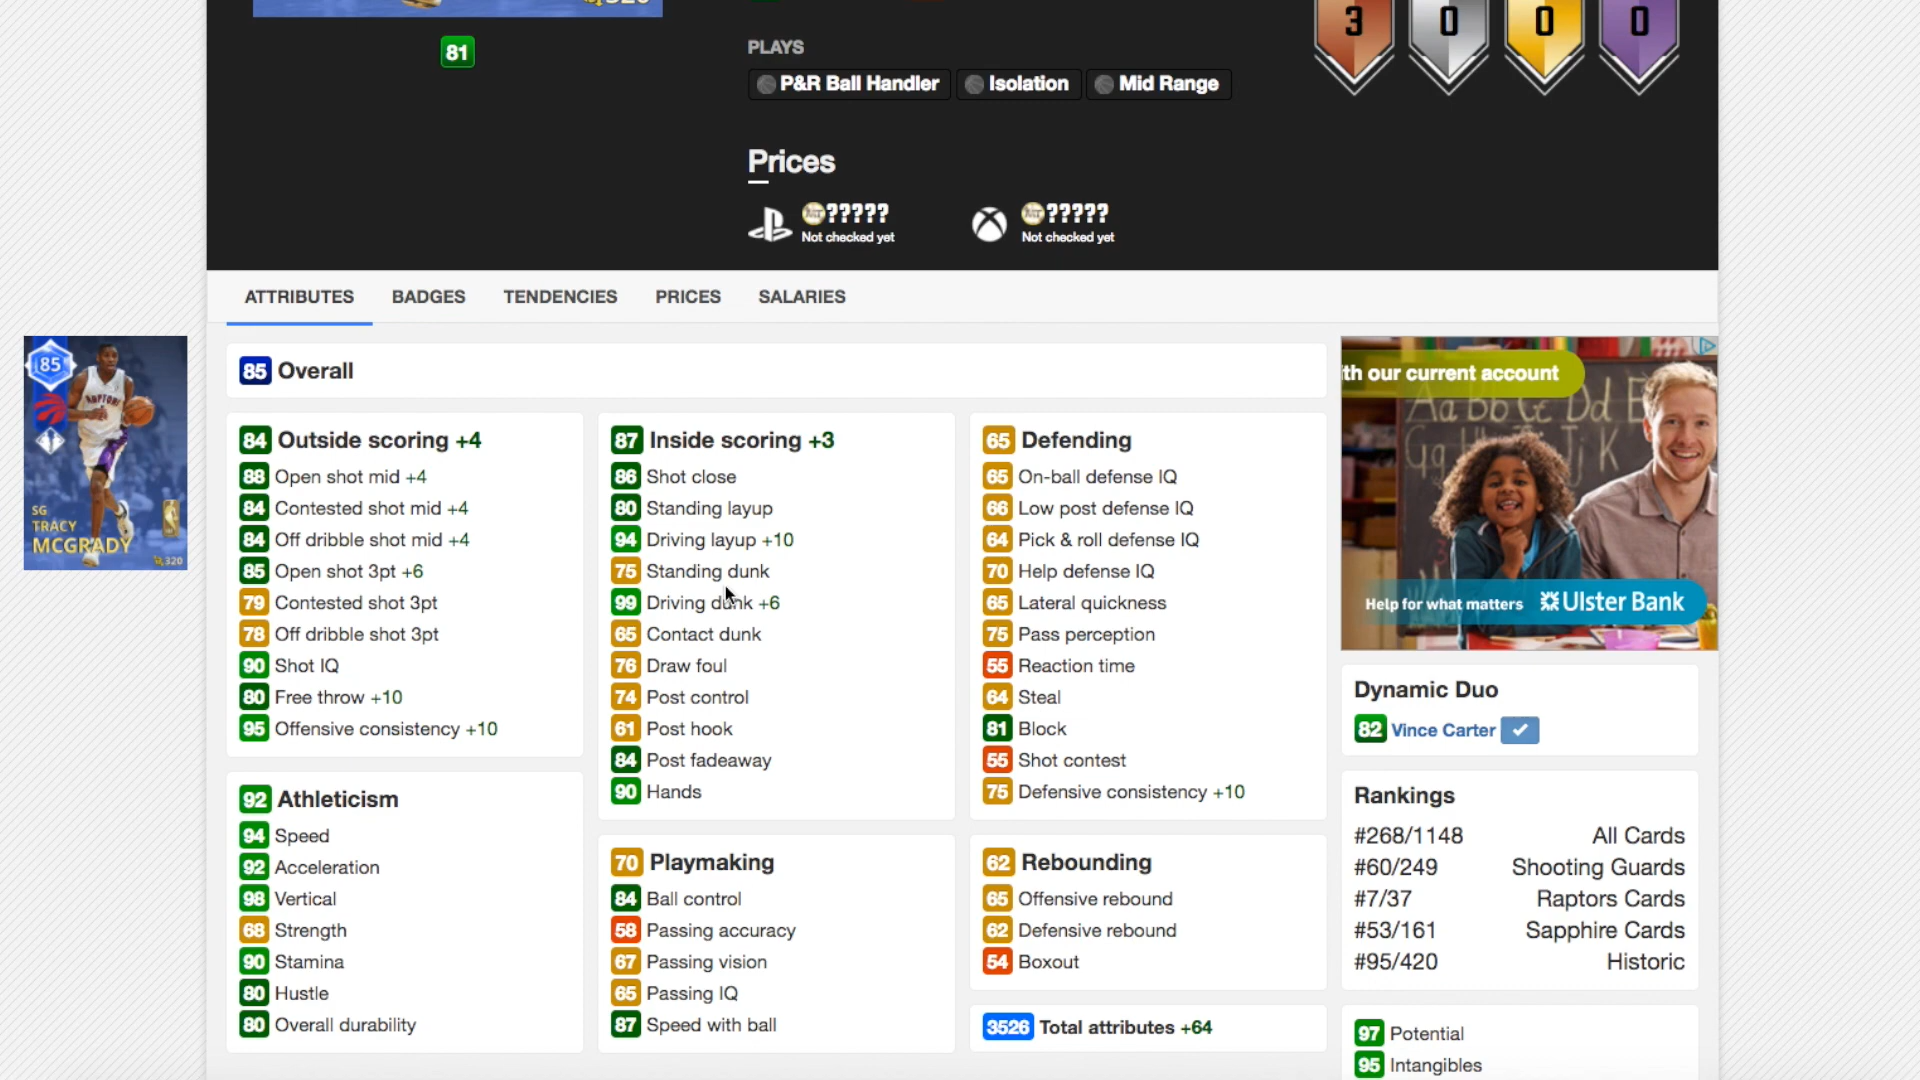 81
3 0 0 0
PLAYS
P&R Ball Handler Isolation Mid Range
Prices
MT ????? MT ?????
Not checked yet Not checked yet
ATTRIBUTES BADGES TENDENCIES PRICES SALARIES
85
RAPTORS
SG
TRACY
MCGRADY
320
85 Overall
84 Outside scoring +4
88 Open shot mid +4
84 Contested shot mid +4
84 Off dribble shot mid +4
85 Open shot 3pt +6
79 Contested shot 3pt
78 Off dribble shot 3pt
90 Shot IQ
80 Free throw +10
95 Offensive consistency +10
92 Athleticism
94 Speed
92 Acceleration
98 Vertical
68 Strength
90 Stamina
80 Hustle
80 Overall durability
87 Inside scoring +3
86 Shot close
80 Standing layup
94 Driving layup +10
75 Standing dunk
99 Driving dunk +6
65 Contact dunk
76 Draw foul
74 Post control
61 Post hook
84 Post fadeaway
90 Hands
70 Playmaking
84 Ball control
58 Passing accuracy
67 Passing vision
65 Passing IQ
87 Speed with ball
65 Defending
65 On-ball defense IQ
66 Low post defense IQ
64 Pick & roll defense IQ
70 Help defense IQ
65 Lateral quickness
75 Pass perception
55 Reaction time
64 Steal
81 Block
55 Shot contest
75 Defensive consistency +10
62 Rebounding
65 Offensive rebound
62 Defensive rebound
54 Boxout
3526 Total attributes +64
th our current account
Aa Bb Cc Dd E
Help for what matters Ulster Bank
Dynamic Duo
82 Vince Carter
Rankings
#268/1148 All Cards
#60/249 Shooting Guards
#7/37 Raptors Cards
#53/161 Sapphire Cards
#95/420 Historic
97 Potential
95 Intangibles